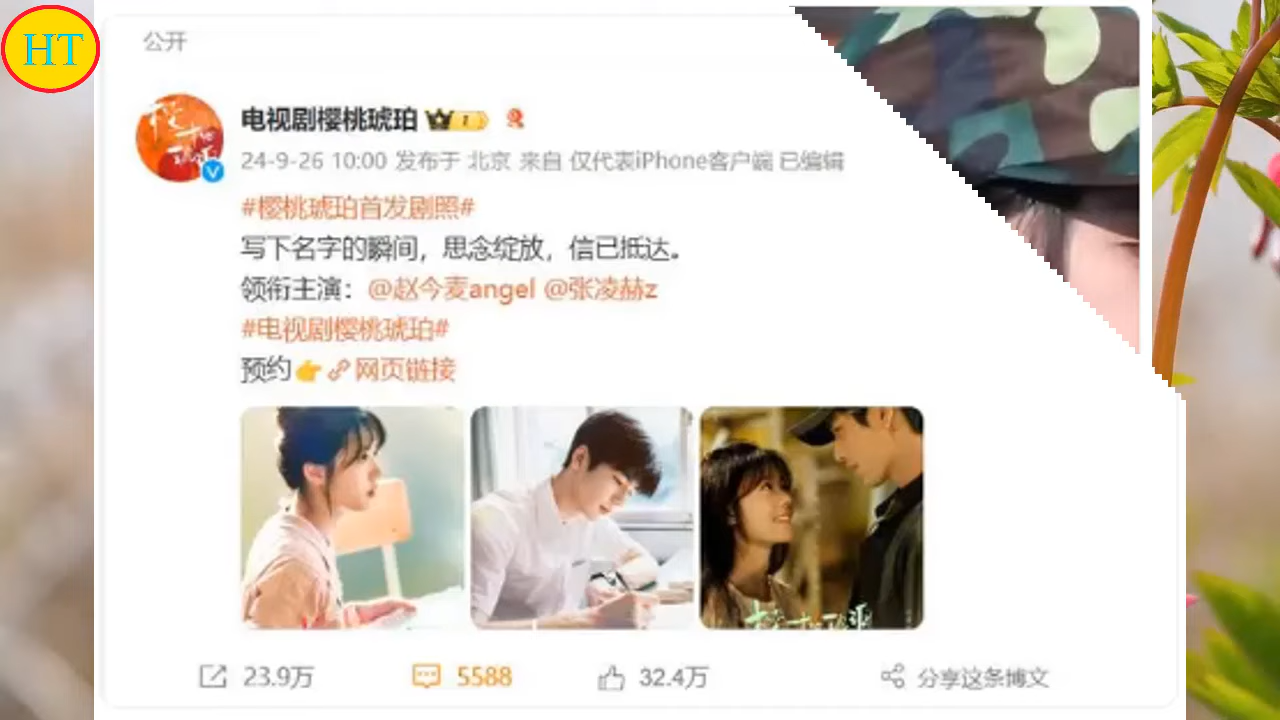 HT
公开
电视剧樱桃琥珀
24-9-26 10:00 发布于 北京 来自 仅代表iPhone客户端 已编辑
#樱桃琥珀首发剧照#
写下名字的瞬间，思念绽放，信已抵达。
领衔主演：@赵今麦angel @张凌赫z
#电视剧樱桃琥珀#
预约👉网页链接
樱桃琥珀
23.9万 5588 32.4万 分享这条博文